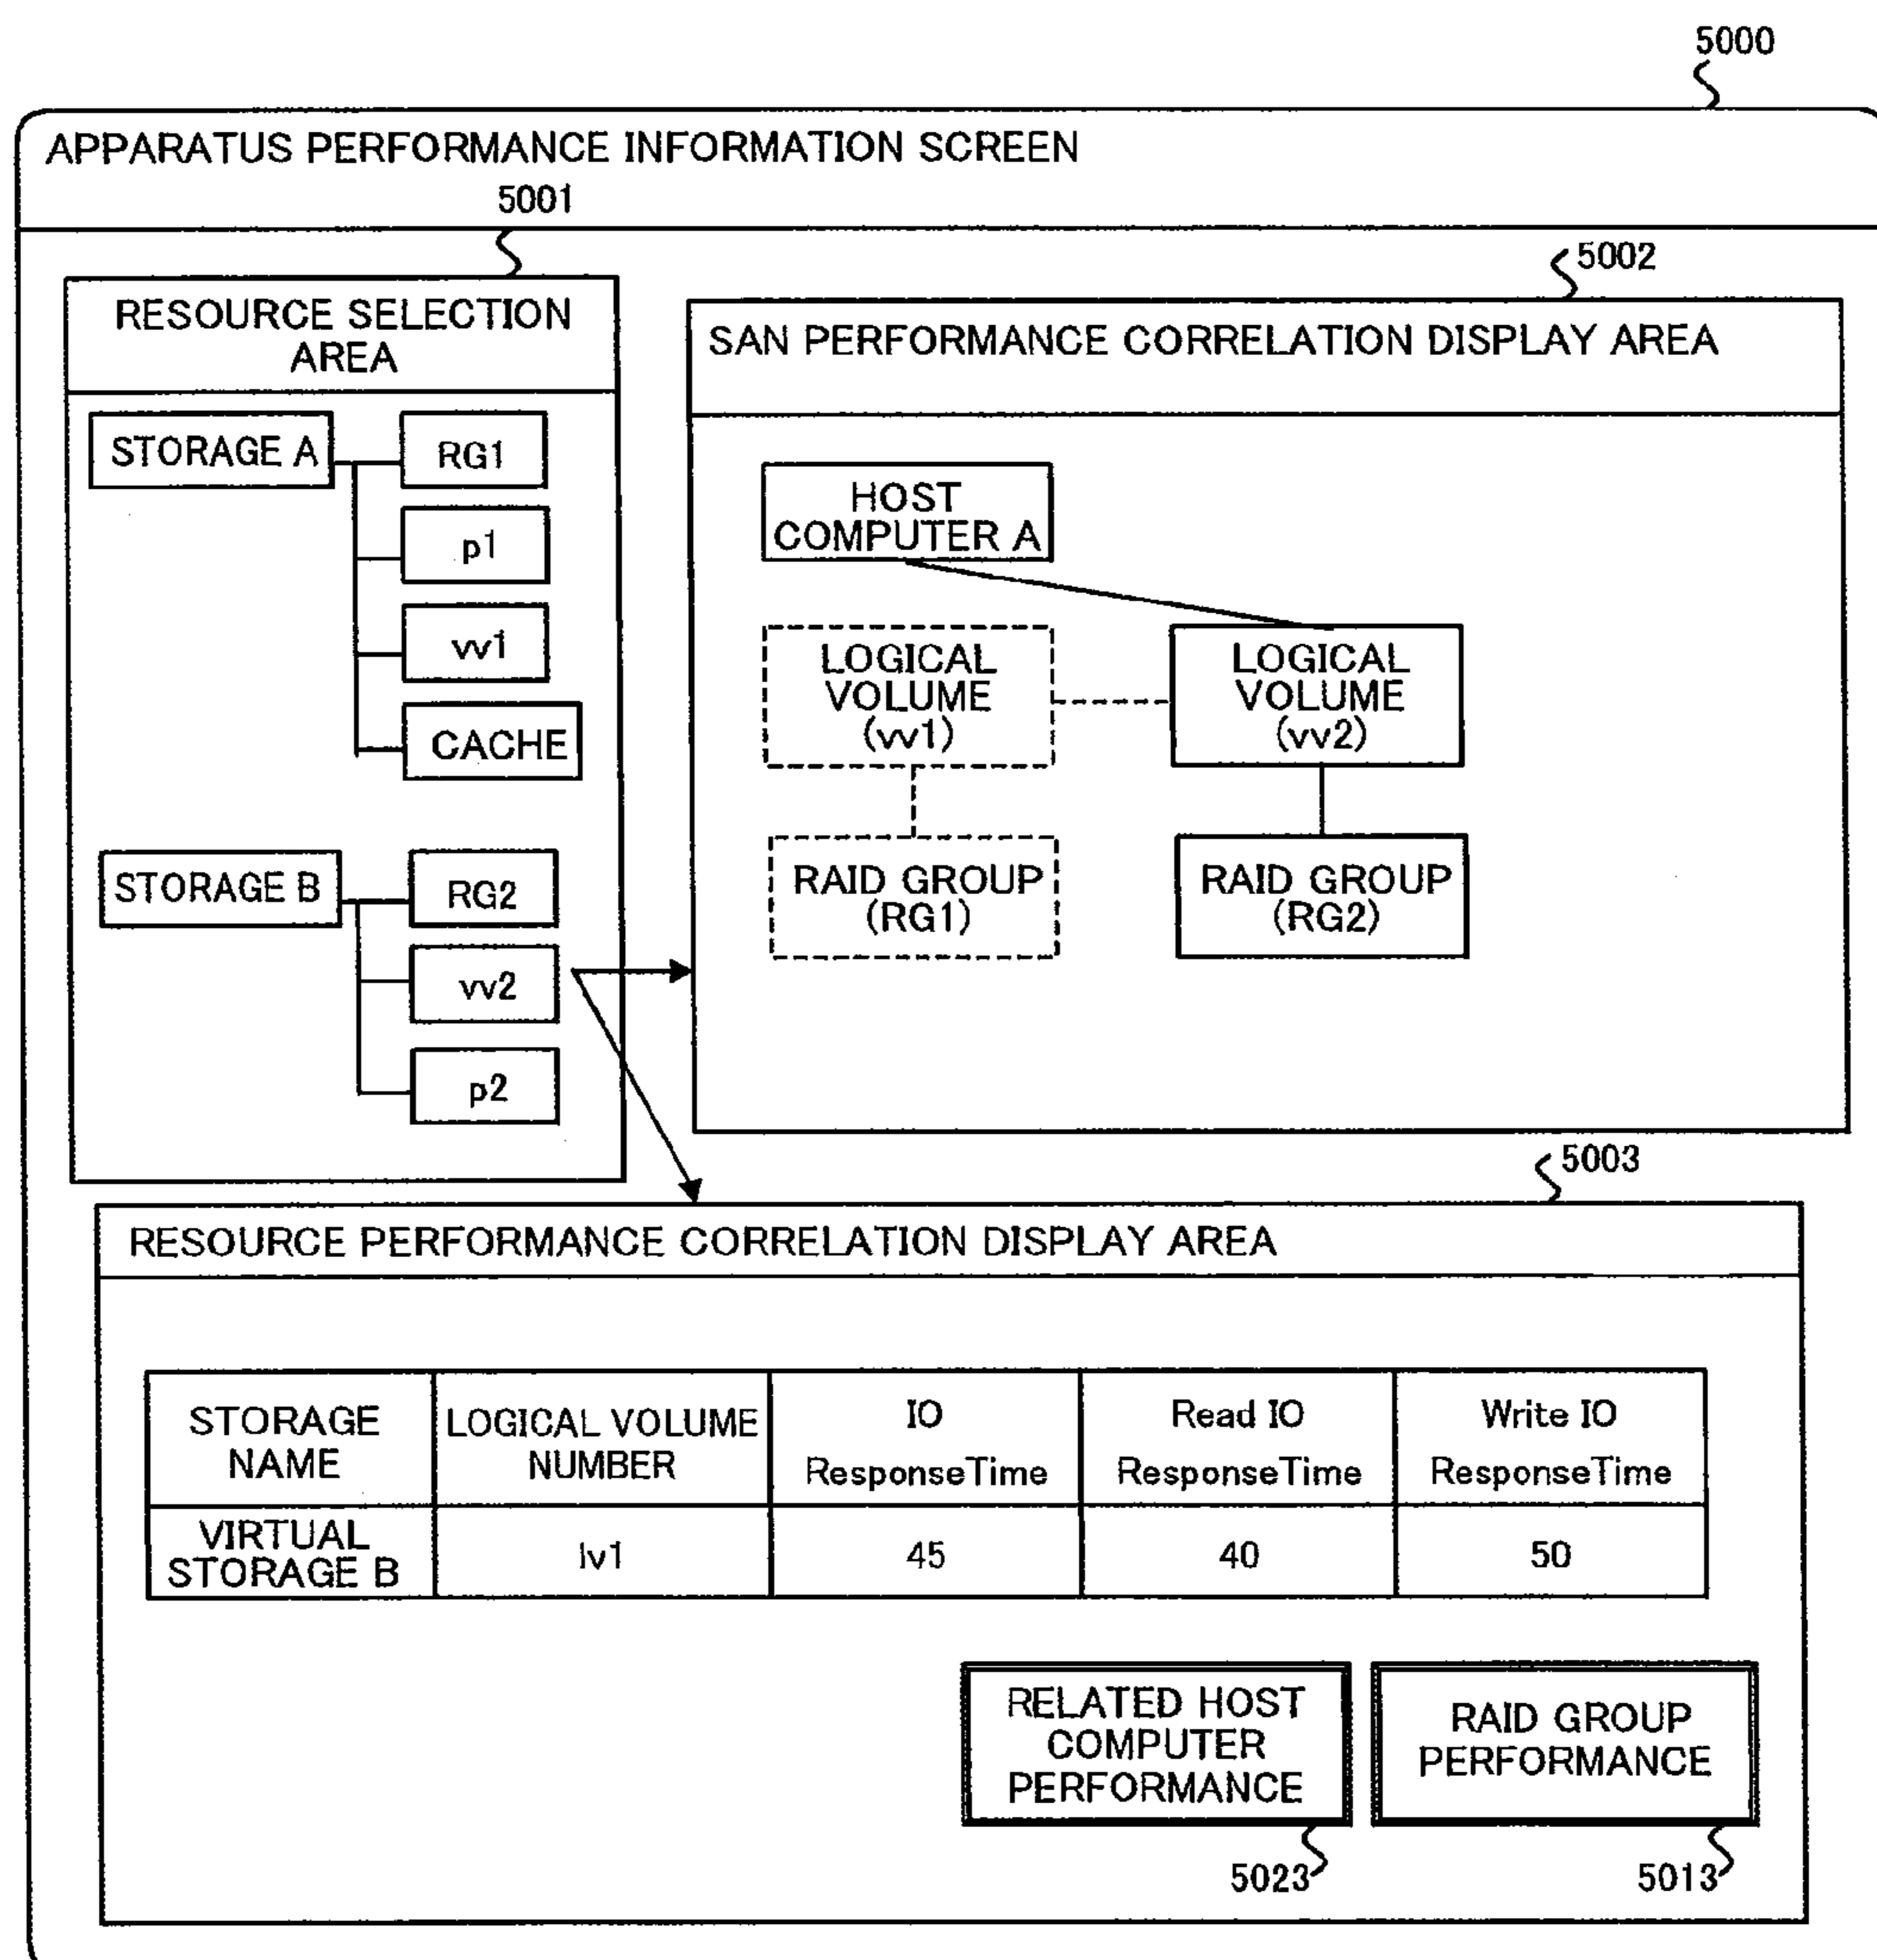 5000
APPARATUS PERFORMANCE INFORMATION SCREEN
5001
5002
RESOURCE SELECTION
AREA
STORAGE A
RG1
p1
vv1
CACHE
STORAGE B
RG2
vv2
p2
SAN PERFORMANCE CORRELATION DISPLAY AREA
HOST
COMPUTER A
LOGICAL
VOLUME
(vv1)
LOGICAL
VOLUME
(vv2)
RAID GROUP
(RG1)
RAID GROUP
(RG2)
5003
RESOURCE PERFORMANCE CORRELATION DISPLAY AREA
STORAGE
NAME
LOGICAL VOLUME
NUMBER
IO
ResponseTime
Read IO
ResponseTime
Write IO
ResponseTime
VIRTUAL
STORAGE B
lv1
45
40
50
RELATED HOST
COMPUTER
PERFORMANCE
RAID GROUP
PERFORMANCE
5023
5013